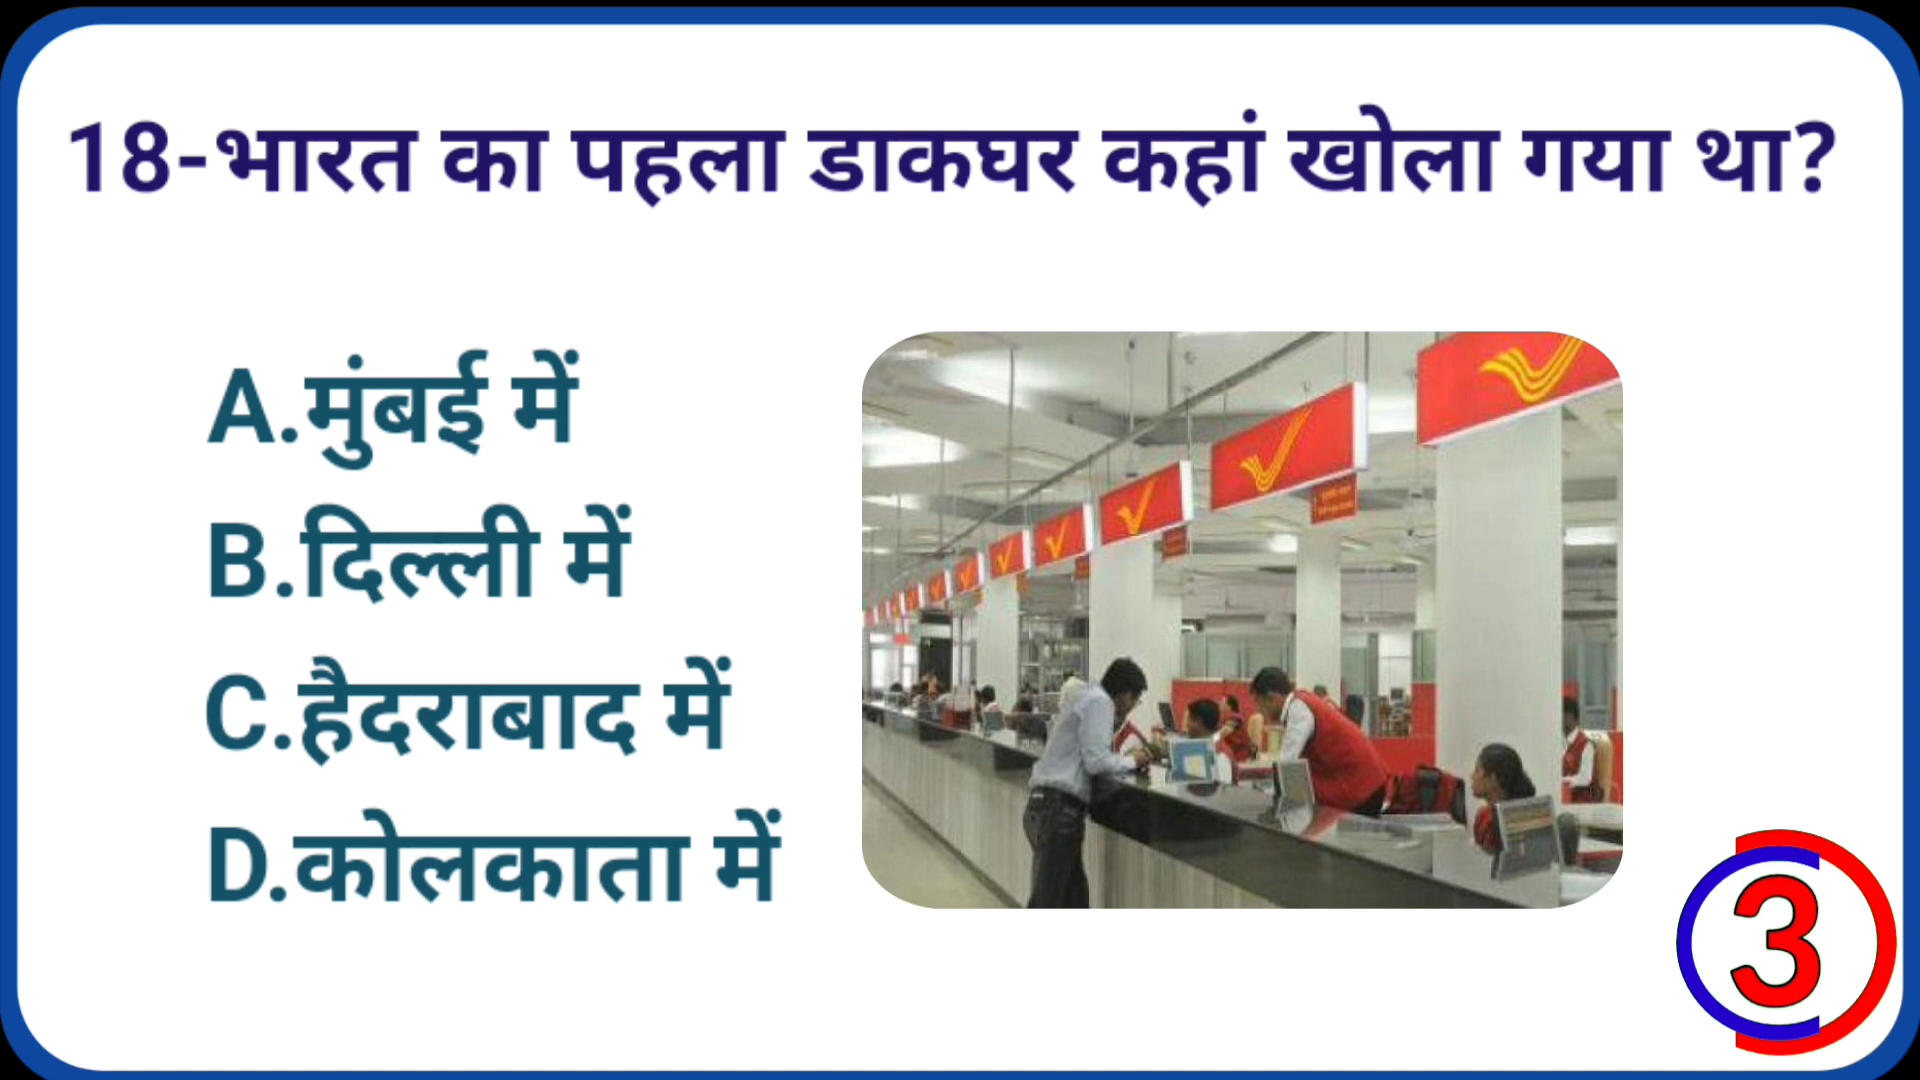 18-भारत का पहला डाकघर कहां खोला गया था?
A.मुंबई में
B.दिल्ली में
C.हैदराबाद में
D.कोलकाता में
3